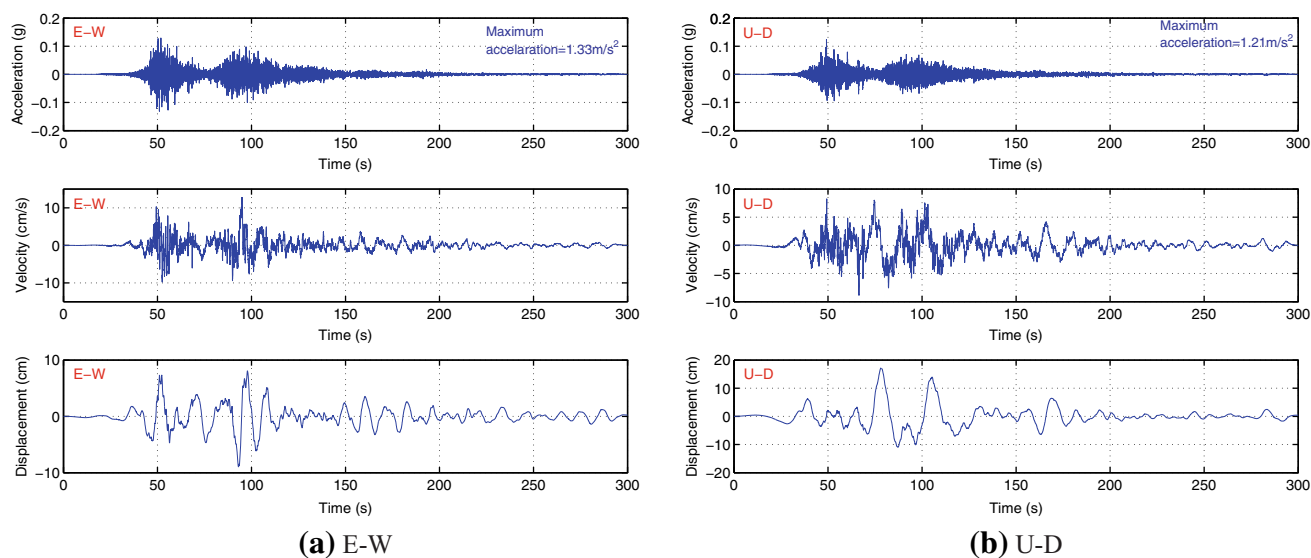 0.2
0.1
0
−0.1
−0.2
Acceleration (g)
E−W
Maximum
accelaration=1.33m/s²
0 50 100 150 200 250 300
Time (s)
10
0
−10
Velocity (cm/s)
E−W
0 50 100 150 200 250 300
Time (s)
10
0
−10
Displacement (cm)
E−W
0 50 100 150 200 250 300
Time (s)
(a) E-W
0.2
0.1
0
−0.1
−0.2
Acceleration (g)
U−D
Maximum
acceleration=1.21m/s²
0 50 100 150 200 250 300
Time (s)
10
5
0
−5
−10
Velocity (cm/s)
U−D
0 50 100 150 200 250 300
Time (s)
20
10
0
−10
−20
Displacement (cm)
U−D
0 50 100 150 200 250 300
Time (s)
(b) U-D